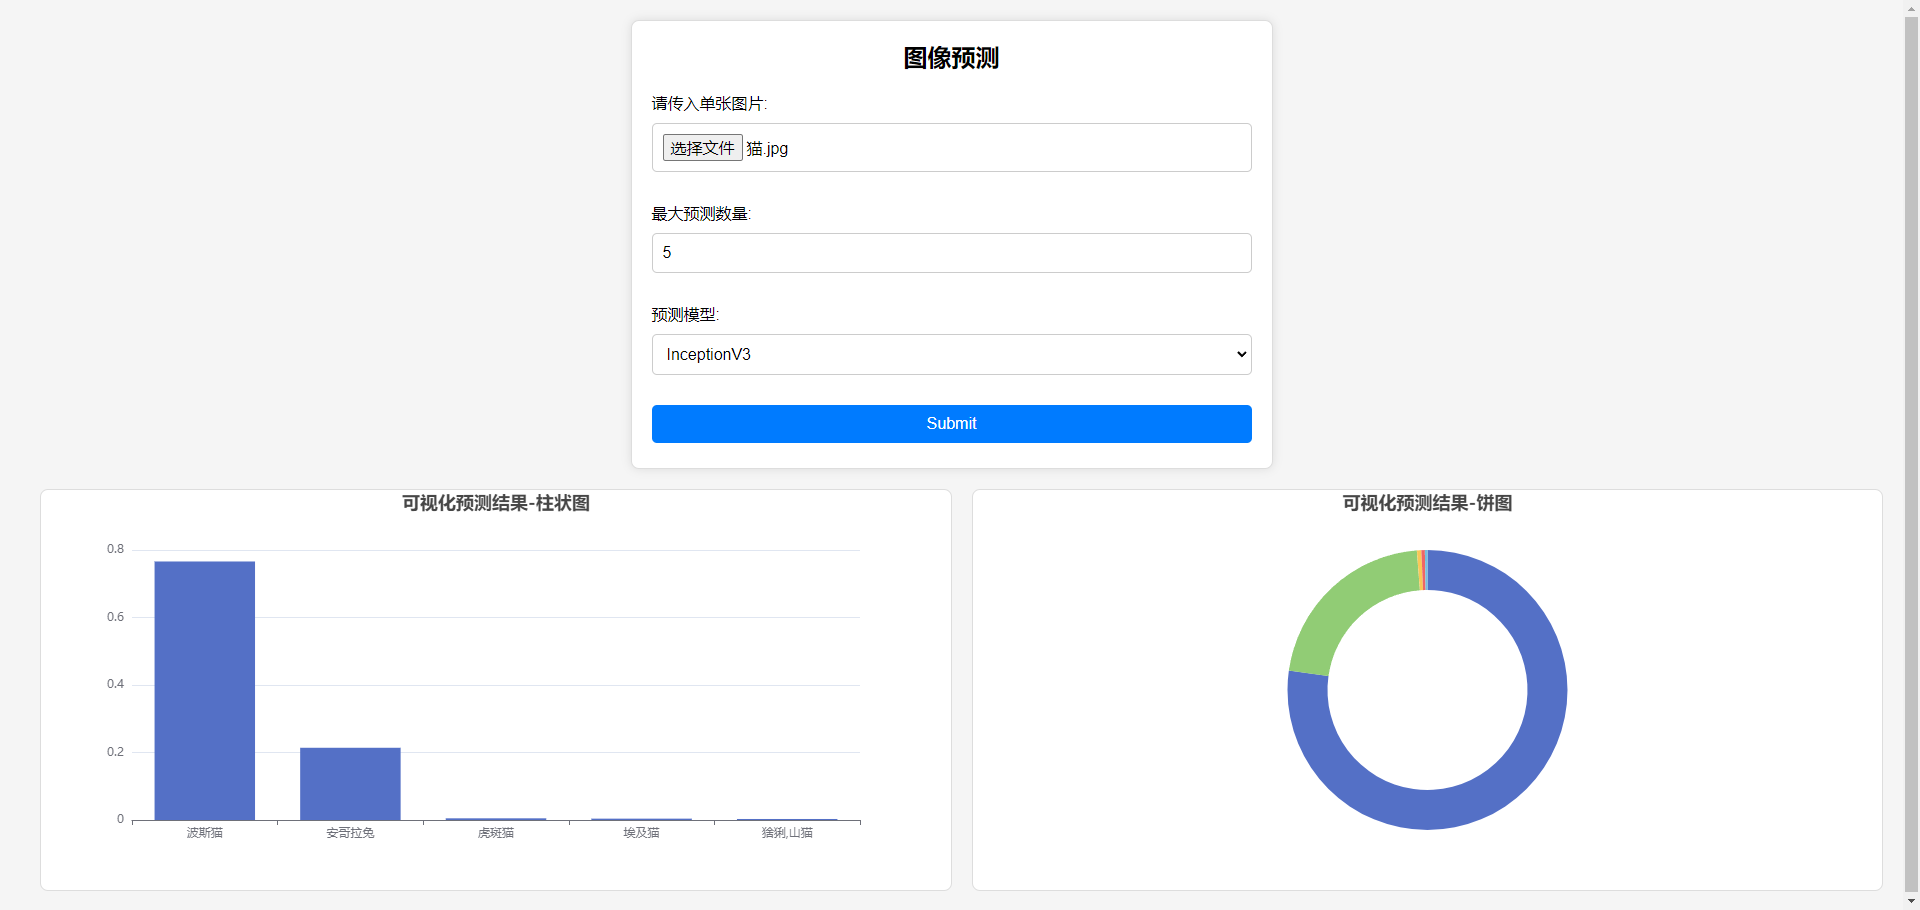 图像预测
请传入单张图片:
选择文件 猫.jpg
最大预测数量:
5
预测模型:
InceptionV3
Submit
可视化预测结果-柱状图
0.8
0.6
0.4
0.2
0
波斯猫 安哥拉兔 虎斑猫 埃及猫 猞猁,山猫
可视化预测结果-饼图